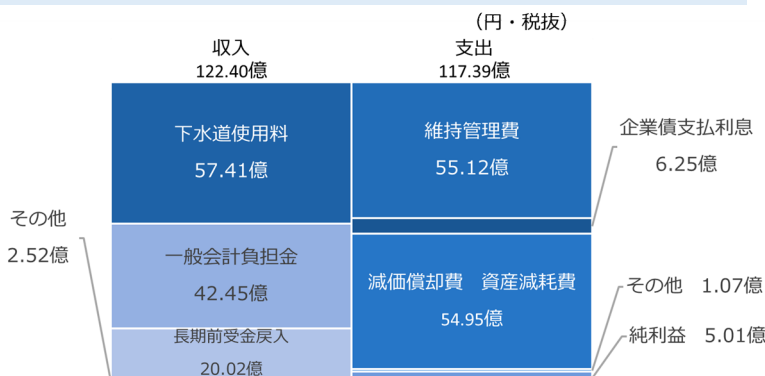 （円・税抜）
収入
122.40億
支出
117.39億
下水道使用料
57.41億
維持管理費
55.12億
企業債支払利息
6.25億
その他
2.52億
一般会計負担金
42.45億
減価償却費　資産減耗費
54.95億
その他　1.07億
純利益　5.01億
長期前受金戻入
20.02億